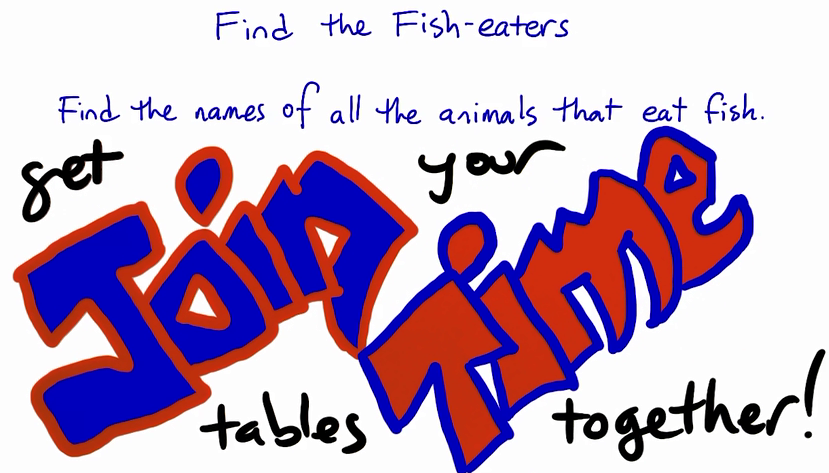 Find the Fish-eaters
Find the names of all the animals that eat fish.
get your
Join Time
tables together!